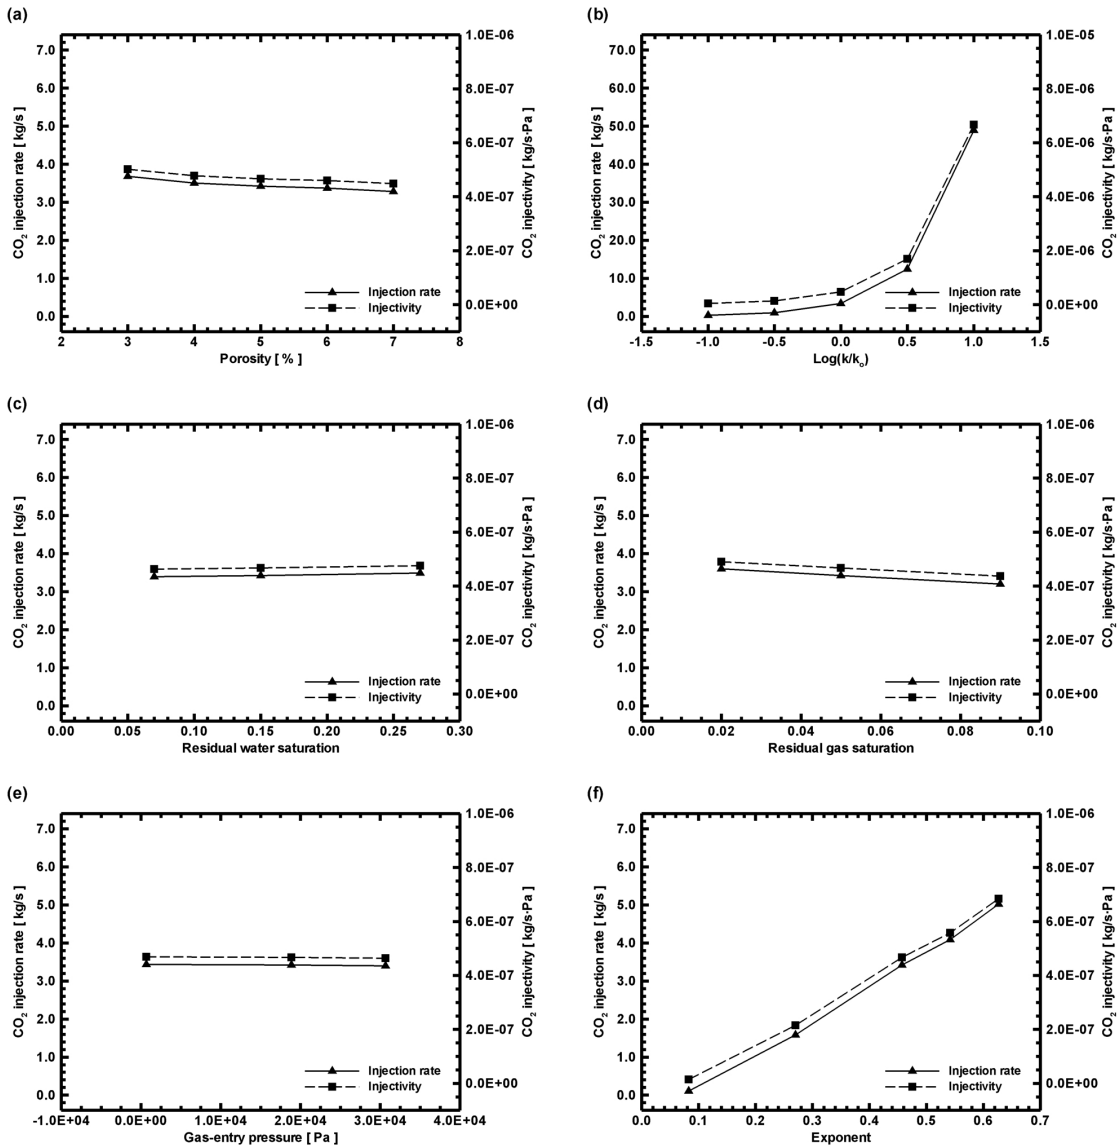 (a)
7.0
6.0
5.0
4.0
3.0
2.0
1.0
0.0
CO2 injection rate [ kg/s ]
1.0E-06
8.0E-07
6.0E-07
4.0E-07
2.0E-07
0.0E+00
CO2 injectivity [ kg/s·Pa ]
Injection rate
Injectivity
2 3 4 5 6 7 8
Porosity [ % ]
(b)
70.0
60.0
50.0
40.0
30.0
20.0
10.0
0.0
CO2 injection rate [ kg/s ]
1.0E-05
8.0E-06
6.0E-06
4.0E-06
2.0E-06
0.0E+00
CO2 injectivity [ kg/s·Pa ]
Injection rate
Injectivity
-1.5 -1.0 -0.5 0.0 0.5 1.0 1.5
Log(k/ko)
(c)
7.0
6.0
5.0
4.0
3.0
2.0
1.0
0.0
CO2 injection rate [ kg/s ]
1.0E-06
8.0E-07
6.0E-07
4.0E-07
2.0E-07
0.0E+00
CO2 injectivity [ kg/s·Pa ]
Injection rate
Injectivity
0.00 0.05 0.10 0.15 0.20 0.25 0.30
Residual water saturation
(d)
7.0
6.0
5.0
4.0
3.0
2.0
1.0
0.0
CO2 injection rate [ kg/s ]
1.0E-06
8.0E-07
6.0E-07
4.0E-07
2.0E-07
0.0E+00
CO2 injectivity [ kg/s·Pa ]
Injection rate
Injectivity
0.00 0.02 0.04 0.06 0.08 0.10
Residual gas saturation
(e)
7.0
6.0
5.0
4.0
3.0
2.0
1.0
0.0
CO2 injection rate [ kg/s ]
1.0E-06
8.0E-07
6.0E-07
4.0E-07
2.0E-07
0.0E+00
CO2 injectivity [ kg/s·Pa ]
Injection rate
Injectivity
-1.0E+04 0.0E+00 1.0E+04 2.0E+04 3.0E+04 4.0E+04
Gas-entry pressure [ Pa ]
(f)
7.0
6.0
5.0
4.0
3.0
2.0
1.0
0.0
CO2 injection rate [ kg/s ]
1.0E-06
8.0E-07
6.0E-07
4.0E-07
2.0E-07
0.0E+00
CO2 injectivity [ kg/s·Pa ]
Injection rate
Injectivity
0.0 0.1 0.2 0.3 0.4 0.5 0.6 0.7
Exponent